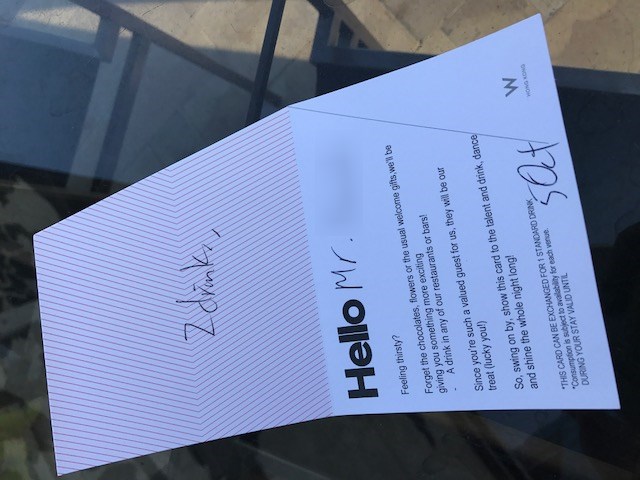 2 drinks,
Hello Mr.
Feeling thirsty?
Forget the chocolates, flowers or the usual welcome gifts,we'll be
giving you something more exciting
- A drink in any of our restaurants or bars!
Since you're such a valued guest for us, they will be our
treat (lucky you!)
So, swing on by, show this card to the talent and drink, dance
and shine the whole night long!
*THIS CARD CAN BE EXCHANGED FOR 1 STANDARD DRINK
*Consumption is subject to availability for each venue.
DURING YOUR STAY VALID UNTIL 5 Oct
W
HONG KONG